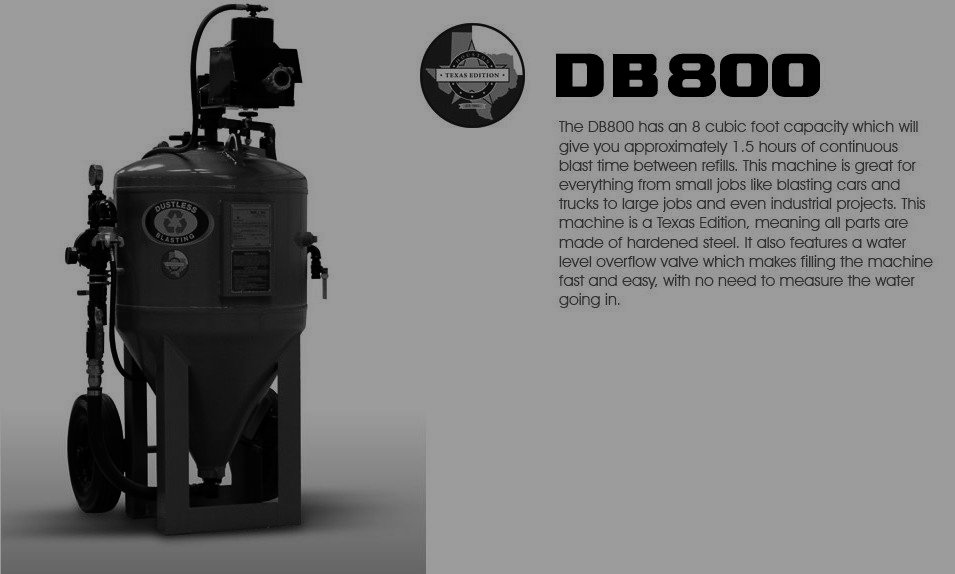 TEXAS EDITION
DB800
The DB800 has an 8 cubic foot capacity which will
give you approximately 1.5 hours of continuous
blast time between refills. This machine is great for
everything from small jobs like blasting cars and
trucks to large jobs and even industrial projects. This
machine is a Texas Edition, meaning all parts are
made of hardened steel. It also features a water
level overflow valve which makes filling the machine
fast and easy, with no need to measure the water
going in.
DUSTLESS
BLASTING